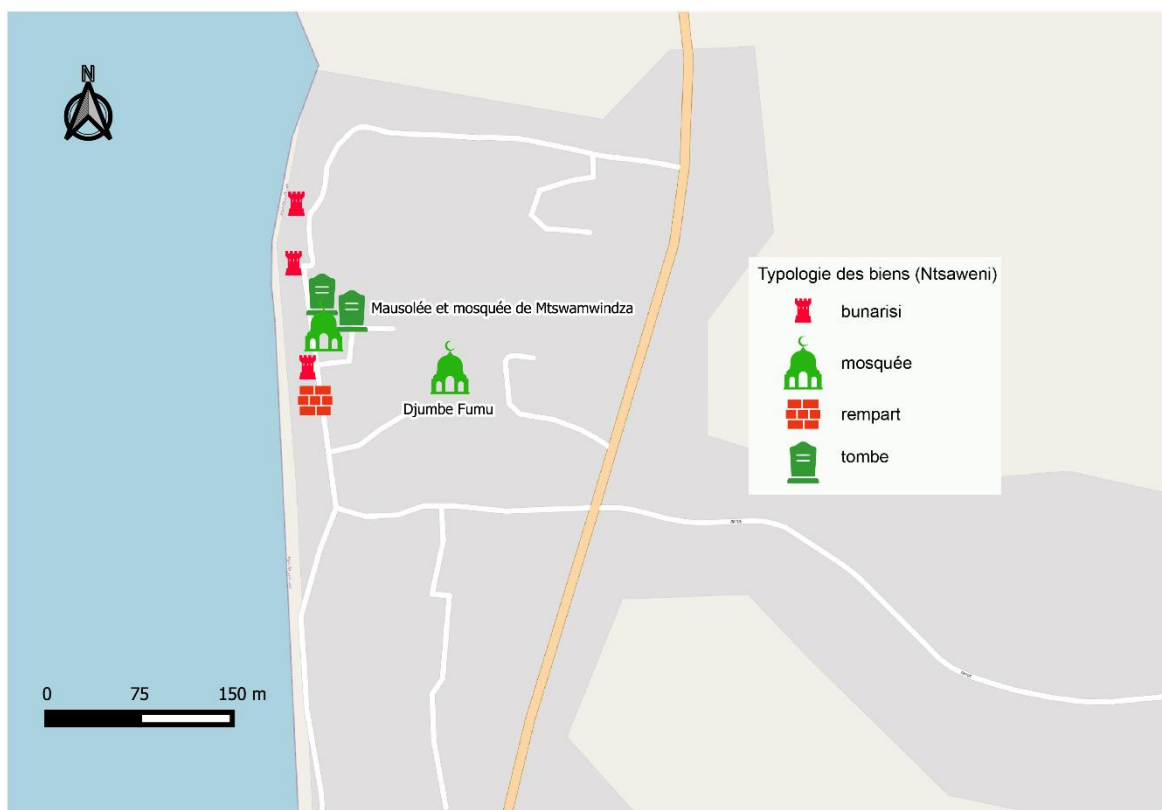 N
Mausolée et mosquée de Mtswamwindza
Djumbe Fumu
Typologie des biens (Ntsaweni)
bunarisi
mosquée
rempart
tombe
0 75 150 m